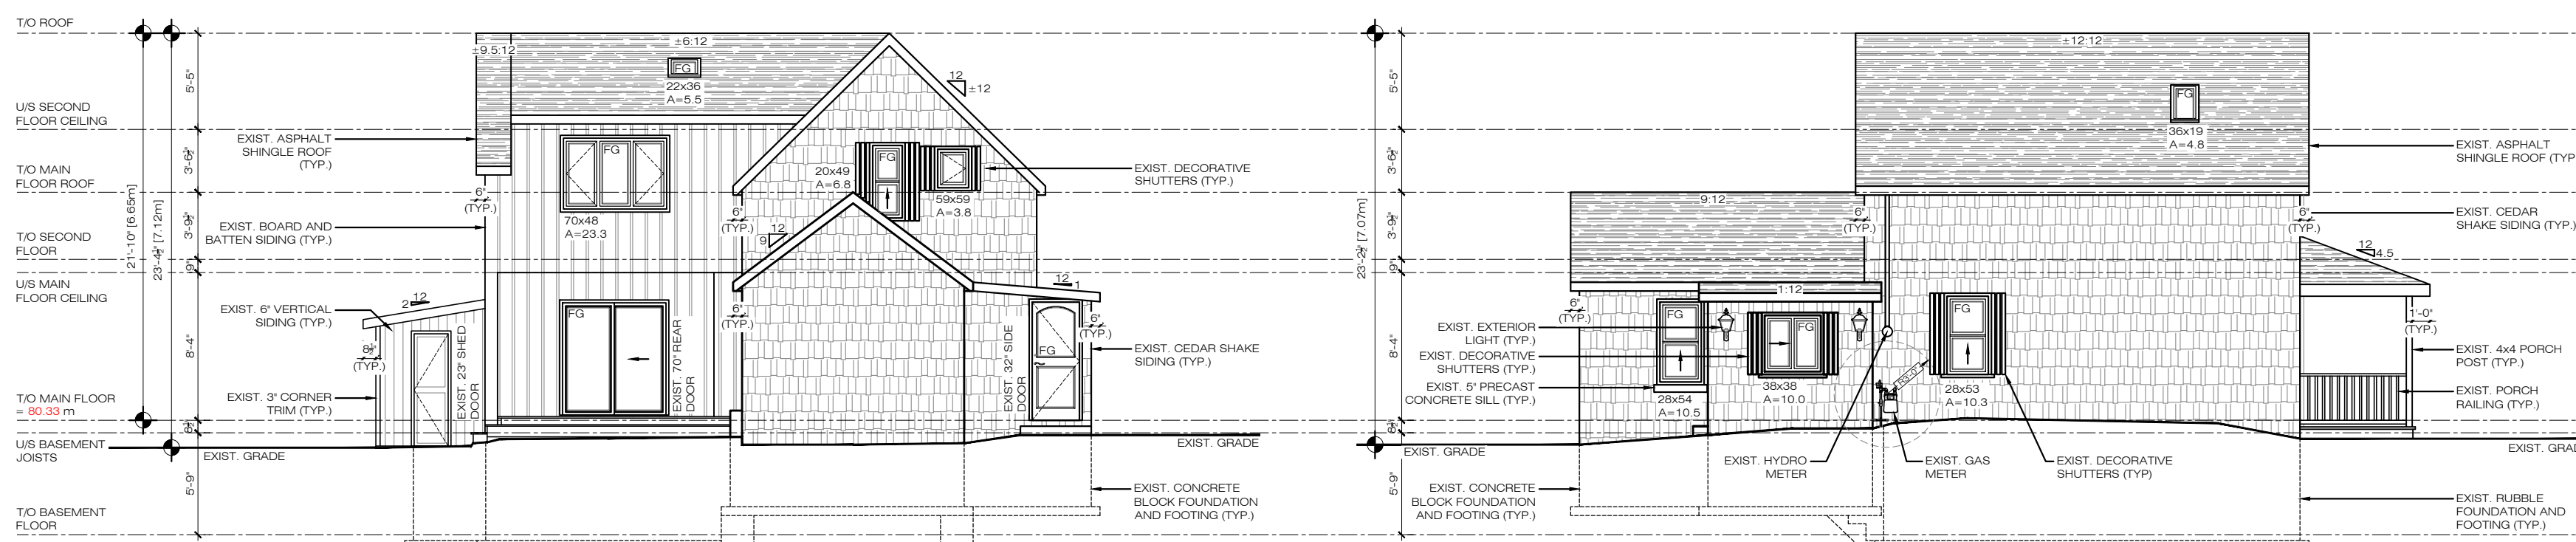 T/O ROOF
U/S SECOND
FLOOR CEILING
T/O MAIN
FLOOR ROOF
T/O SECOND
FLOOR
U/S MAIN
FLOOR CEILING
T/O MAIN FLOOR
= 80.33 m
U/S BASEMENT
JOISTS
T/O BASEMENT
FLOOR
21'-10" [6.65m]
23'-4½" [7.12m]
5'-5"
3'-6½"
3'-9½"
9"
8'-4"
8½"
5'-9"
EXIST. ASPHALT
SHINGLE ROOF
(TYP.)
EXIST. BOARD AND
BATTEN SIDING (TYP.)
EXIST. 6" VERTICAL
SIDING (TYP.)
EXIST. 3" CORNER
TRIM (TYP.)
EXIST. GRADE
±9.5:12
±6:12
FG
22x36
A=5.5
12
±12
6"
(TYP.)
FG
70x48
A=23.3
20x49
A=6.8
FG
59x59
A=3.8
6"
(TYP.)
12
9
12
2
8½"
(TYP.)
EXIST. 23" SHED
DOOR
FG
EXIST. 70" REAR
DOOR
6"
(TYP.)
12
1
EXIST. 32" SIDE
DOOR
FG
6"
(TYP.)
EXIST. DECORATIVE
SHUTTERS (TYP.)
EXIST. CEDAR SHAKE
SIDING (TYP.)
EXIST. GRADE
EXIST. CONCRETE
BLOCK FOUNDATION
AND FOOTING (TYP.)
23'-2½" [7.07m]
5'-5"
3'-6½"
3'-9½"
9"
8'-4"
8½"
5'-9"
±12:12
FG
36x19
A=4.8
9:12
6"
(TYP.)
6"
(TYP.)
12
4.5
1:12
6"
(TYP.)
FG
28x54
A=10.5
FG
38x38
A=10.0
FG
28x53
A=10.3
R3'-0"
1'-0"
(TYP.)
EXIST. EXTERIOR
LIGHT (TYP.)
EXIST. DECORATIVE
SHUTTERS (TYP.)
EXIST. 5" PRECAST
CONCRETE SILL (TYP.)
EXIST. GRADE
EXIST. CONCRETE
BLOCK FOUNDATION
AND FOOTING (TYP.)
EXIST. HYDRO
METER
EXIST. GAS
METER
EXIST. DECORATIVE
SHUTTERS (TYP)
EXIST. ASPHALT
SHINGLE ROOF (TYP
EXIST. CEDAR
SHAKE SIDING (TYP.)
EXIST. 4x4 PORCH
POST (TYP.)
EXIST. PORCH
RAILING (TYP.)
EXIST. GRA
EXIST. RUBBLE
FOUNDATION AND
FOOTING (TYP.)